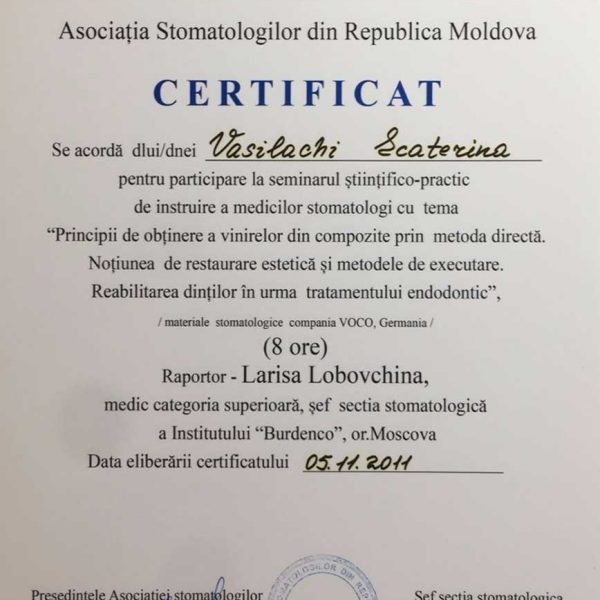 Asociația Stomatologilor din Republica Moldova
CERTIFICAT
Se acordă dlui/dnei Vasilachi Ecaterina
pentru participare la seminarul științifico-practic
de instruire a medicilor stomatologi cu tema
“Principii de obținere a vinirelor din compozite prin metoda directă.
Noțiunea de restaurare estetică și metodele de executare.
Reabilitarea dinților în urma tratamentului endodontic”,
/ materiale stomatologice compania VOCO, Germania /
(8 ore)
Raportor - Larisa Lobovchina,
medic categoria superioară, șef sectia stomatologică
a Institutului “Burdenco”, or.Moscova
Data eliberării certificatului 05.11.2011
Președintele Asociației stomatologilor
Șef secția stomatologica